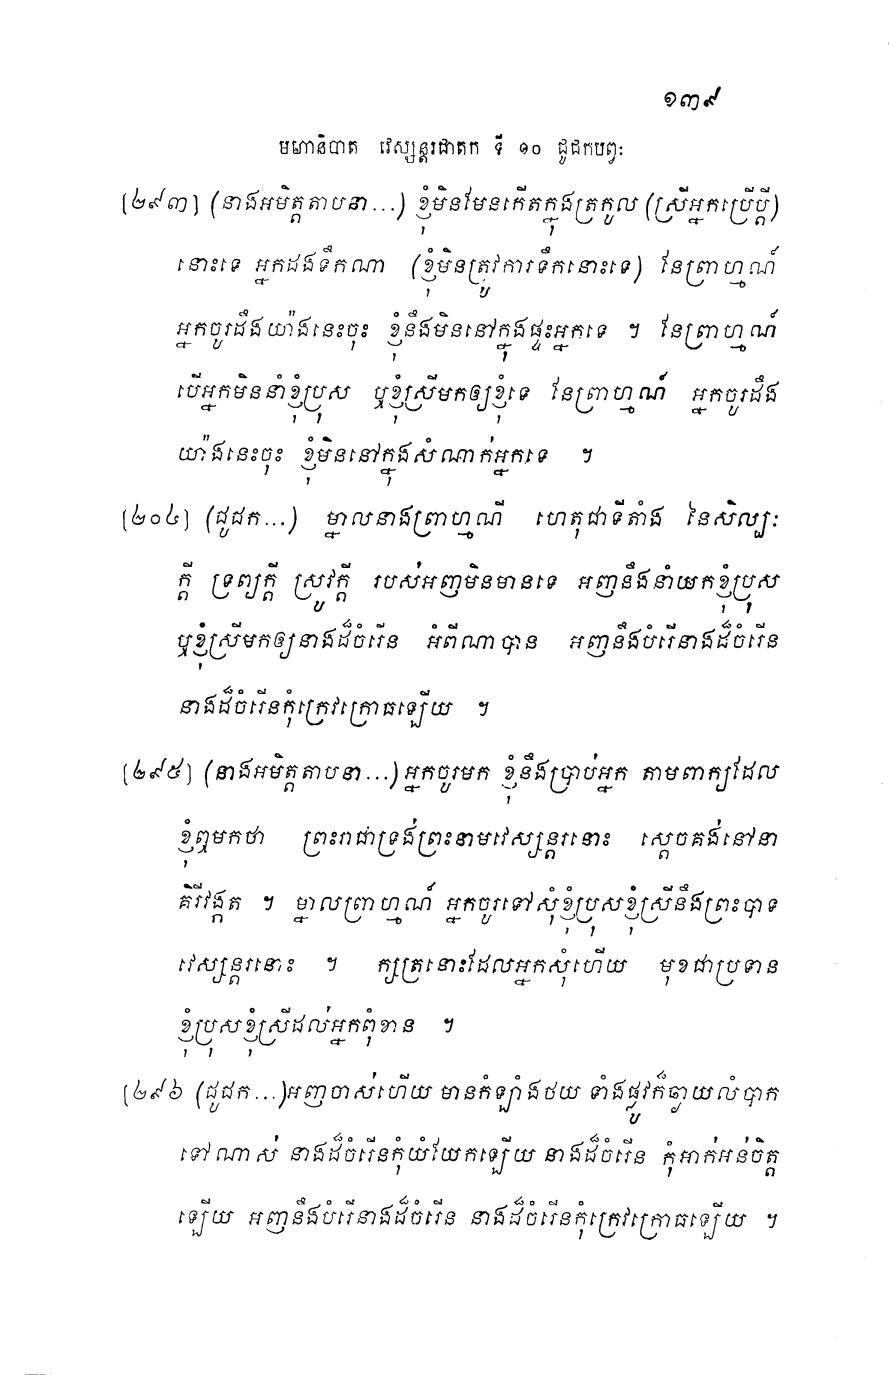 ១៣៩
មហានិបាត វេស្សន្តរជាតក ទី ១០ ជូជកបព្វៈ
[២៩៣] (នាងអមិត្តតាបនា...) ខ្ញុំមិនមែនកើតក្នុងត្រកូល (ស្រីអ្នកប្រើប្តី)
នោះទេ អ្នកដងទឹកណា (ខ្ញុំមិនត្រូវការទឹកនោះទេ) នែព្រាហ្មណ៍
អ្នកចូរដឹងយ៉ាងនេះចុះ ខ្ញុំនឹងមិននៅក្នុងផ្ទះអ្នកទេ ។ នែព្រាហ្មណ៍
បើអ្នកមិននាំខ្ញុំប្រុស ឬខ្ញុំស្រីមកឲ្យខ្ញុំទេ នែព្រាហ្មណ៍ អ្នកចូរដឹង
យ៉ាងនេះចុះ ខ្ញុំមិននៅក្នុងសំណាក់អ្នកទេ ។
[២០៤] (ជូជក...) ម្នាលនាងព្រាហ្មណី ហេតុជាទីតាំង នៃសិល្បៈ
ក្តី ទ្រព្យក្តី ស្រូវក្តី របស់អញមិនមានទេ អញនឹងនាំយកខ្ញុំប្រុស
ឬខ្ញុំស្រីមកឲ្យនាងដ៏ចំរើន អំពីណាបាន អញនឹងបំរើនាងដ៏ចំរើន
នាងដ៏ចំរើនកុំក្រេវក្រោធឡើយ ។
[២៩៥] (នាងអមិត្តតាបនា...) អ្នកចូរមក ខ្ញុំនឹងប្រាប់អ្នក តាមពាក្យដែល
ខ្ញុំឮមកថា ព្រះរាជាទ្រង់ព្រះនាមវេស្សន្តរនោះ ស្តេចគង់នៅនា
គិរីវង្កត ។ ម្នាលព្រាហ្មណ៍ អ្នកចូរទៅសុំខ្ញុំប្រុសខ្ញុំស្រីនឹងព្រះបាទ
វេស្សន្តរនោះ ។ ក្សត្រនោះដែលអ្នកសុំហើយ មុខជាប្រទាន
ខ្ញុំប្រុសខ្ញុំស្រីដល់អ្នកពុំខាន ។
[២៩៦ (ជូជក...)អញចាស់ហើយ មានកំឡាំងថយ ទាំងផ្លូវក៏ឆ្ងាយលំបាក
ទៅណាស់ នាងដ៏ចំរើនកុំយំយែកឡើយ នាងដ៏ចំរើន កុំអាក់អន់ចិត្ត
ឡើយ អញនឹងបំរើនាងដ៏ចំរើន នាងដ៏ចំរើនកុំក្រេវក្រោធឡើយ ។